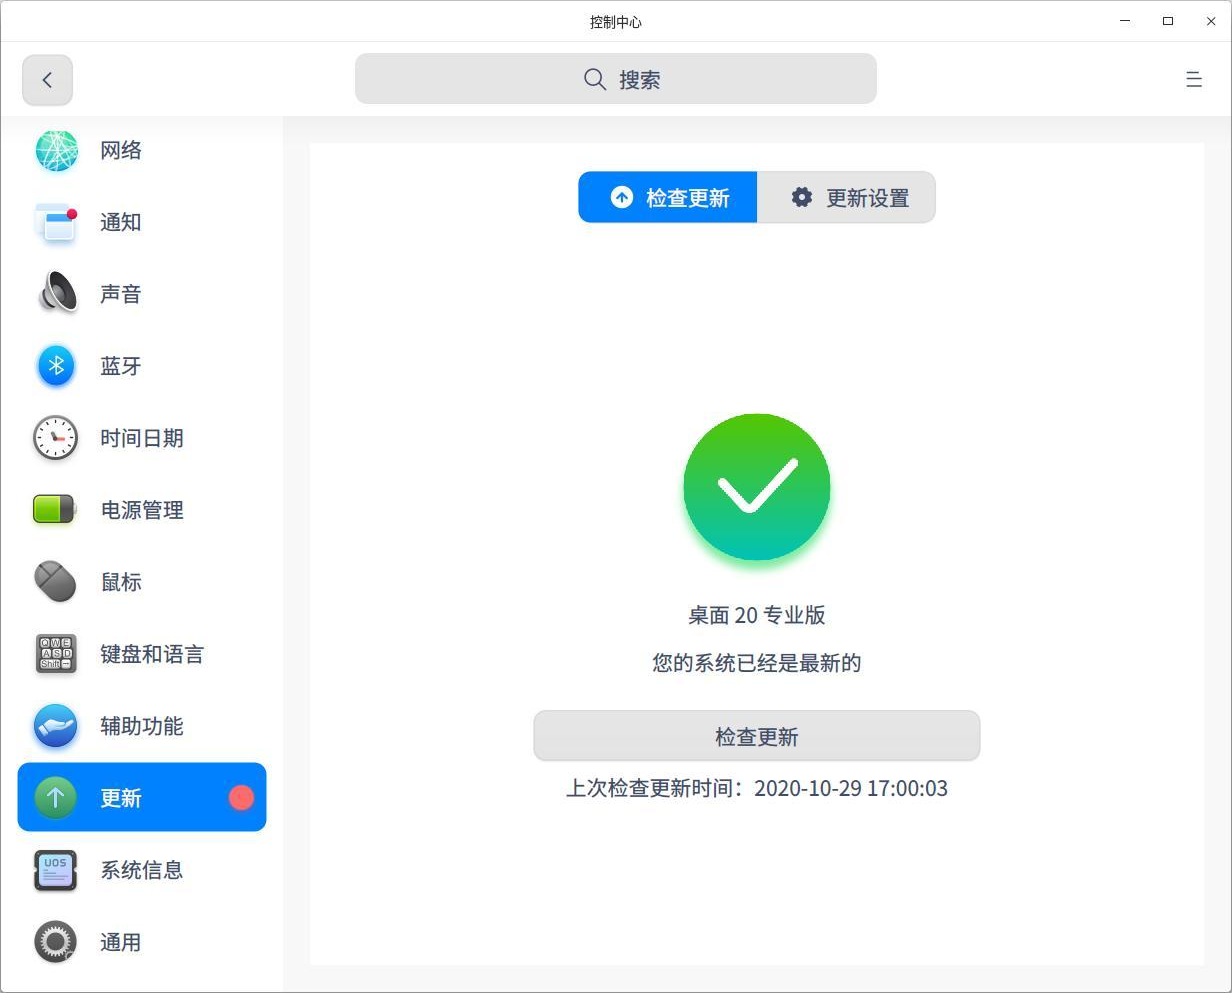 控制中心
搜索
网络
通知
声音
蓝牙
时间日期
电源管理
鼠标
键盘和语言
辅助功能
更新
UOS
系统信息
通用
检查更新
更新设置
桌面 20 专业版
您的系统已经是最新的
检查更新
上次检查更新时间：2020-10-29 17:00:03